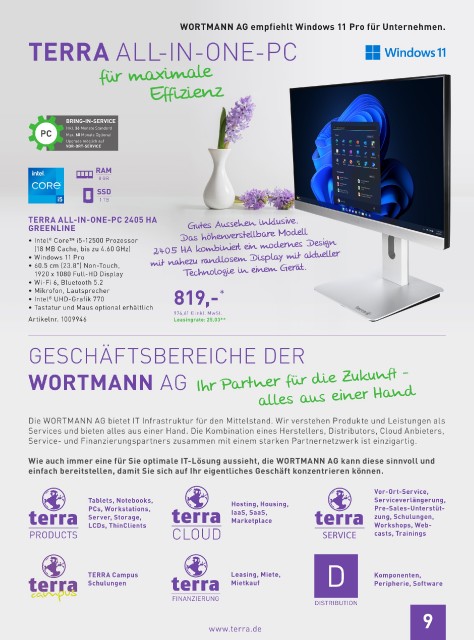 WORTMANN AG empfiehlt Windows 11 Pro für Unternehmen.
TERRA ALL-IN-ONE-PC
für maximale
Effizienz
Windows 11
BRING-IN-SERVICE
PC
intel
CORE
i5
RAM
8 GB
SSD
1 TB
TERRA ALL-IN-ONE-PC 2405 HA
GREENLINE
• Intel® Core™ i5-12500 Prozessor
(18 MB Cache, bis zu 4.60 GHz)
• Windows 11 Pro
• 60.5 cm (23.8") Non-Touch,
1920 x 1080 Full-HD Display
• Wi-Fi 6, Bluetooth 5.2
• Mikrofon, Lautsprecher
• Intel® UHD-Grafik 770
• Tastatur und Maus optional erhältlich
Artikelnr. 1009946
Gutes Aussehen inklusive.
Das höhenverstellbare Modell
2405 HA kombiniert ein modernes Design
mit nahezu randlosem Display mit aktueller
Technologie in einem Gerät.
819,-*
inkl. MwSt.
Leasingrate: 25,03**
GESCHÄFTSBEREICHE DER
WORTMANN AG Ihr Partner für die Zukunft -
alles aus einer Hand
Die WORTMANN AG bietet IT Infrastruktur für den Mittelstand. Wir verstehen Produkte und Leistungen als
Services und bieten alles aus einer Hand. Die Kombination eines Herstellers, Distributors, Cloud Anbieters,
Service- und Finanzierungspartners zusammen mit einem starken Partnernetzwerk ist einzigartig.
Wie auch immer eine für Sie optimale IT-Lösung aussieht, die WORTMANN AG kann diese sinnvoll und
einfach bereitstellen, damit Sie sich auf Ihr eigentliches Geschäft konzentrieren können.
terra
PRODUCTS
Tablets, Notebooks,
PCs, Workstations,
Server, Storage,
LCDs, ThinClients
terra
CLOUD
Hosting, Housing,
IaaS, SaaS,
Marketplace
terra
SERVICE
Vor-Ort-Service,
Serviceverlängerung,
Pre-Sales-Unterstüt-
zung, Schulungen,
Workshops, Web-
casts, Trainings
terra
campus
TERRA Campus
Schulungen
terra
FINANZIERUNG
Leasing, Miete,
Mietkauf
D
DISTRIBUTION
Komponenten,
Peripherie, Software
www.terra.de
9